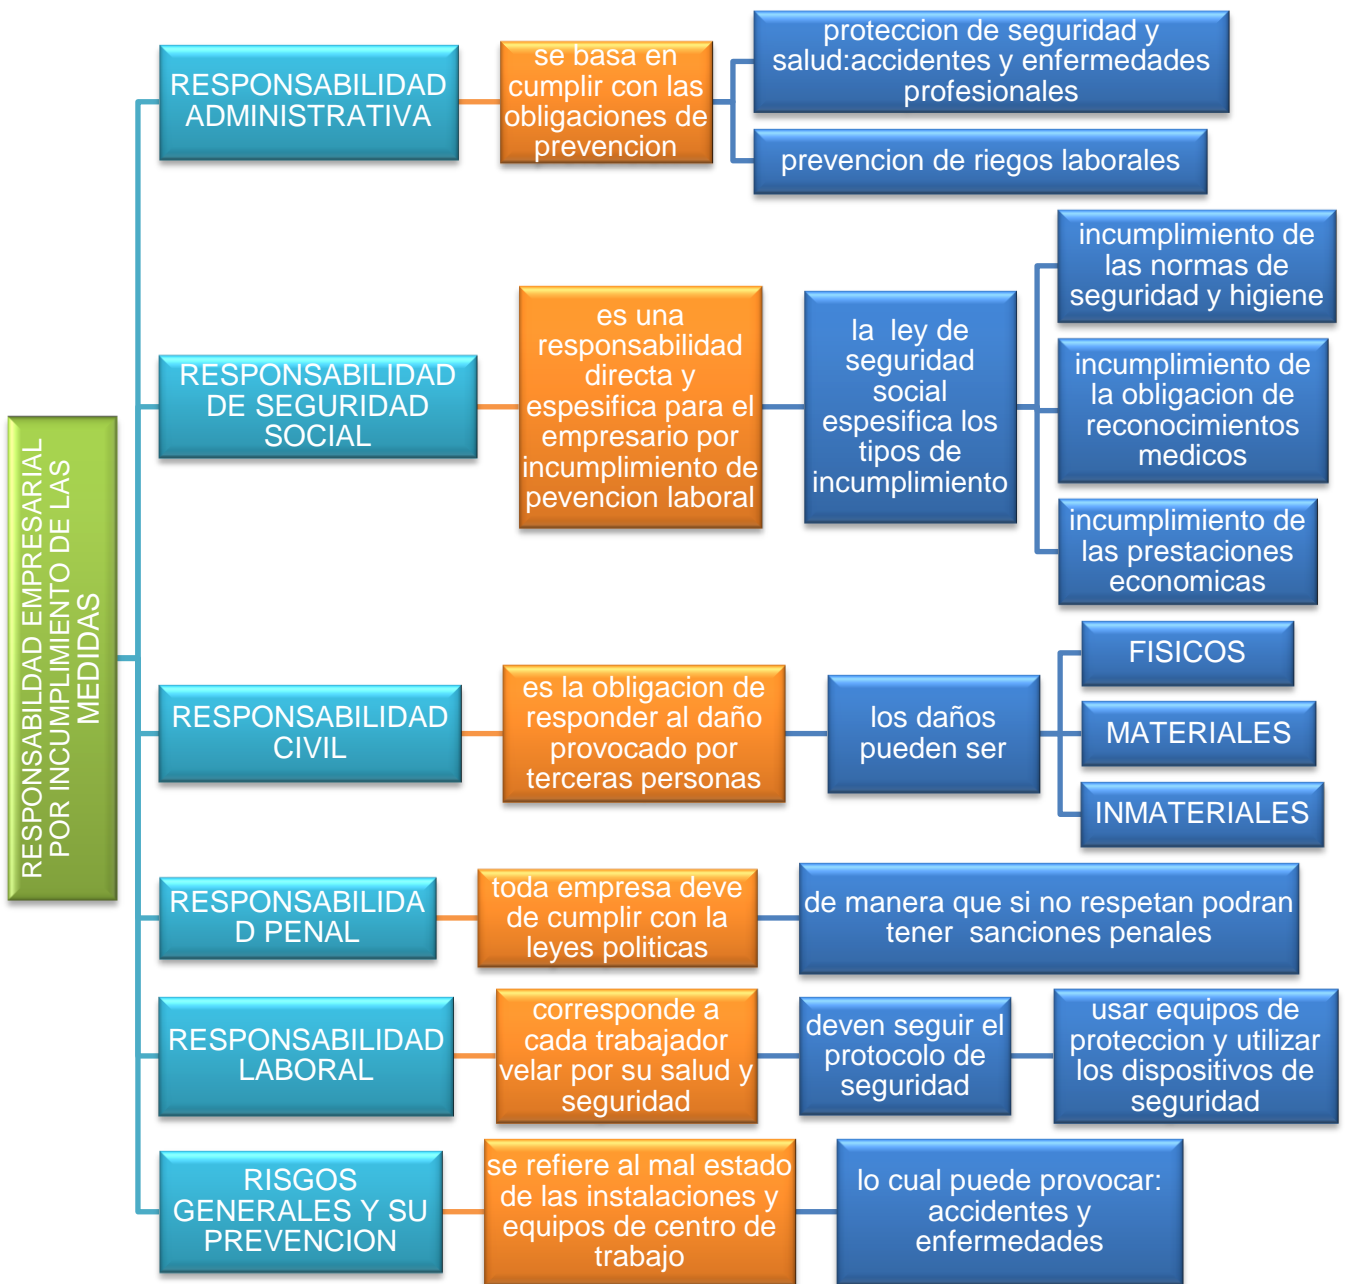 RESPONSABILDAD EMPRESARIAL
POR INCUMPLIMIENTO DE LAS
MEDIDAS
RESPONSABILIDAD
ADMINISTRATIVA
se basa en
cumplir con las
obligaciones de
prevencion
proteccion de seguridad y
salud:accidentes y enfermedades
profesionales
prevencion de riegos laborales
RESPONSABILIDAD
DE SEGURIDAD
SOCIAL
es una
responsabilidad
directa y
espesifica para el
empresario por
incumplimiento de
pevencion laboral
la ley de
seguridad
social
espesifica los
tipos de
incumplimiento
incumplimiento de
las normas de
seguridad y higiene
incumplimiento de
la obligacion de
reconocimientos
medicos
incumplimiento de
las prestaciones
economicas
RESPONSABILIDAD
CIVIL
es la obligacion de
responder al daño
provocado por
terceras personas
los daños
pueden ser
FISICOS
MATERIALES
INMATERIALES
RESPONSABILIDA
D PENAL
toda empresa deve
de cumplir con la
leyes politicas
de manera que si no respetan podran
tener sanciones penales
RESPONSABILIDAD
LABORAL
corresponde a
cada trabajador
velar por su salud y
seguridad
deven seguir el
protocolo de
seguridad
usar equipos de
proteccion y utilizar
los dispositivos de
seguridad
RISGOS
GENERALES Y SU
PREVENCION
se refiere al mal estado
de las instalaciones y
equipos de centro de
trabajo
lo cual puede provocar:
accidentes y
enfermedades